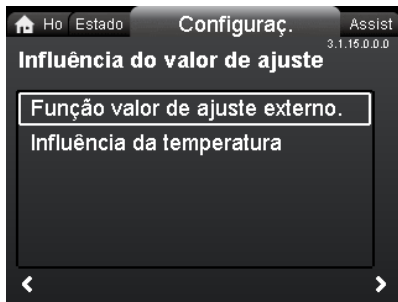 Ho Estado Configuraç. Assist
3.1.15.0.0.0
Influência do valor de ajuste
Função valor de ajuste externo.
Influência da temperatura